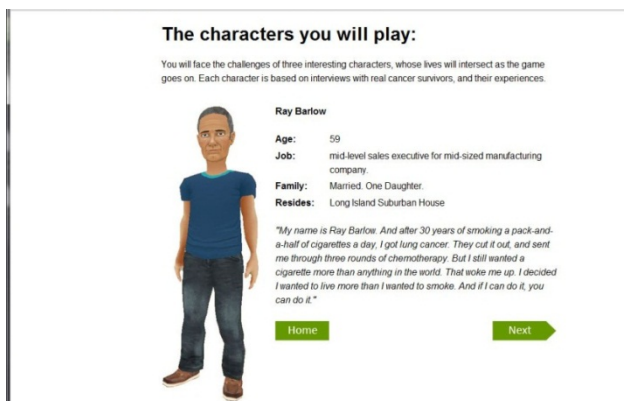 The characters you will play:
You will face the challenges of three interesting characters, whose lives will intersect as the game
goes on. Each character is based on interviews with real cancer survivors, and their experiences.
Ray Barlow
Age: 59
Job: mid-level sales executive for mid-sized manufacturing
company.
Family: Married. One Daughter.
Resides: Long Island Suburban House
"My name is Ray Barlow. And after 30 years of smoking a pack-and-
a-half of cigarettes a day, I got lung cancer. They cut it out, and sent
me through three rounds of chemotherapy. But I still wanted a
cigarette more than anything in the world. That woke me up. I decided
I wanted to live more than I wanted to smoke. And if I can do it, you
can do it."
Home
Next